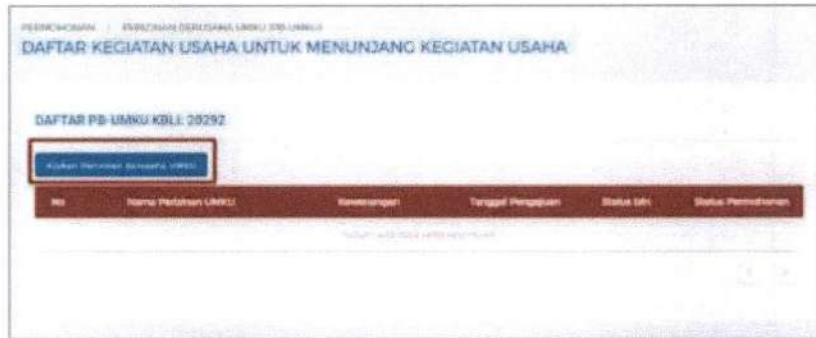 PERMOHONAN / PERIZINAN BERUSAHA UMKU (PB-UMKU)
DAFTAR KEGIATAN USAHA UNTUK MENUNJANG KEGIATAN USAHA
DAFTAR PB-UMKU KBLI: 20292
Ajukan Perizinan Berusaha UMKU
No Nama Perizinan UMKU Kewenangan Tanggal Pengajuan Status Izin Status Permohonan